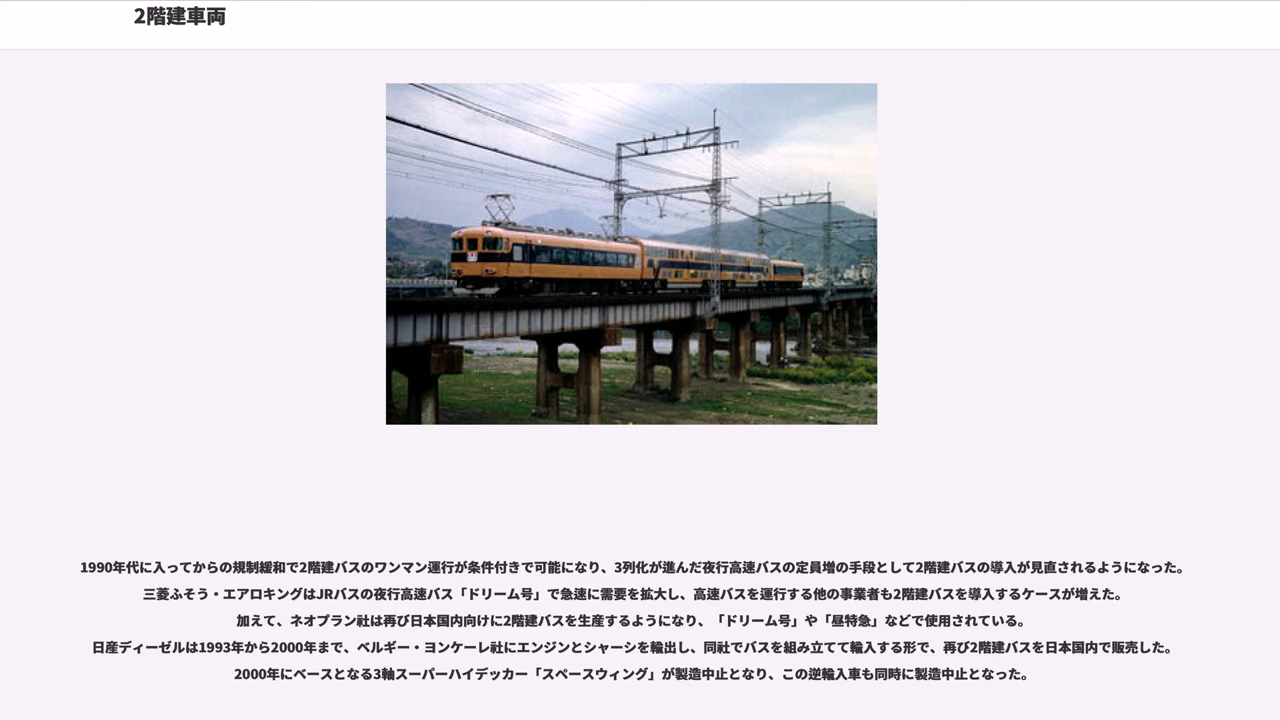 2階建車両
1990年代に入ってからの規制緩和で2階建バスのワンマン運行が条件付きで可能になり、3列化が進んだ夜行高速バスの定員増の手段として2階建バスの導入が見直されるようになった。
三菱ふそう・エアロキングはJRバスの夜行高速バス「ドリーム号」で急速に需要を拡大し、高速バスを運行する他の事業者も2階建バスを導入するケースが増えた。
加えて、ネオプラン社は再び日本国内向けに2階建バスを生産するようになり、「ドリーム号」や「昼特急」などで使用されている。
日産ディーゼルは1993年から2000年まで、ベルギー・ヨンケーレ社にエンジンとシャーシを輸出し、同社でバスを組み立てて輸入する形で、再び2階建バスを日本国内で販売した。
2000年にベースとなる3軸スーパーハイデッカー「スペースウィング」が製造中止となり、この逆輸入車も同時に製造中止となった。